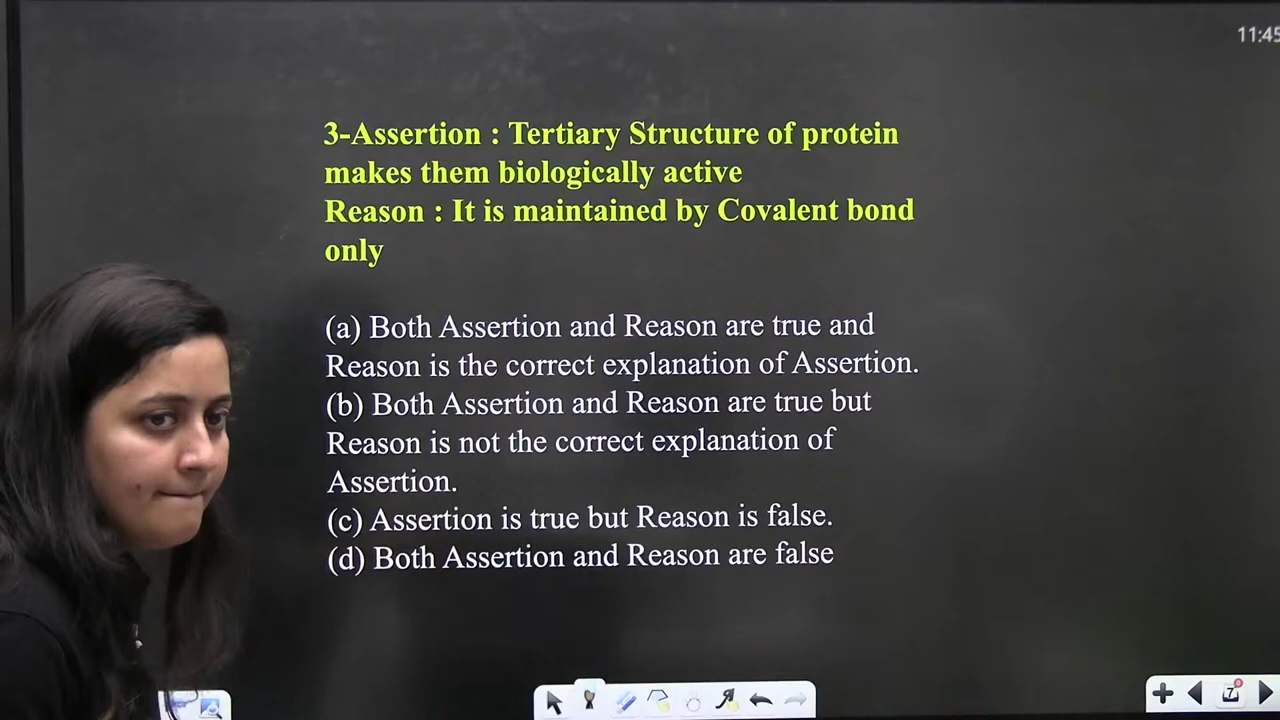 11:45
3-Assertion : Tertiary Structure of protein
makes them biologically active
Reason : It is maintained by Covalent bond
only
(a) Both Assertion and Reason are true and
Reason is the correct explanation of Assertion.
(b) Both Assertion and Reason are true but
Reason is not the correct explanation of
Assertion.
(c) Assertion is true but Reason is false.
(d) Both Assertion and Reason are false
7
0